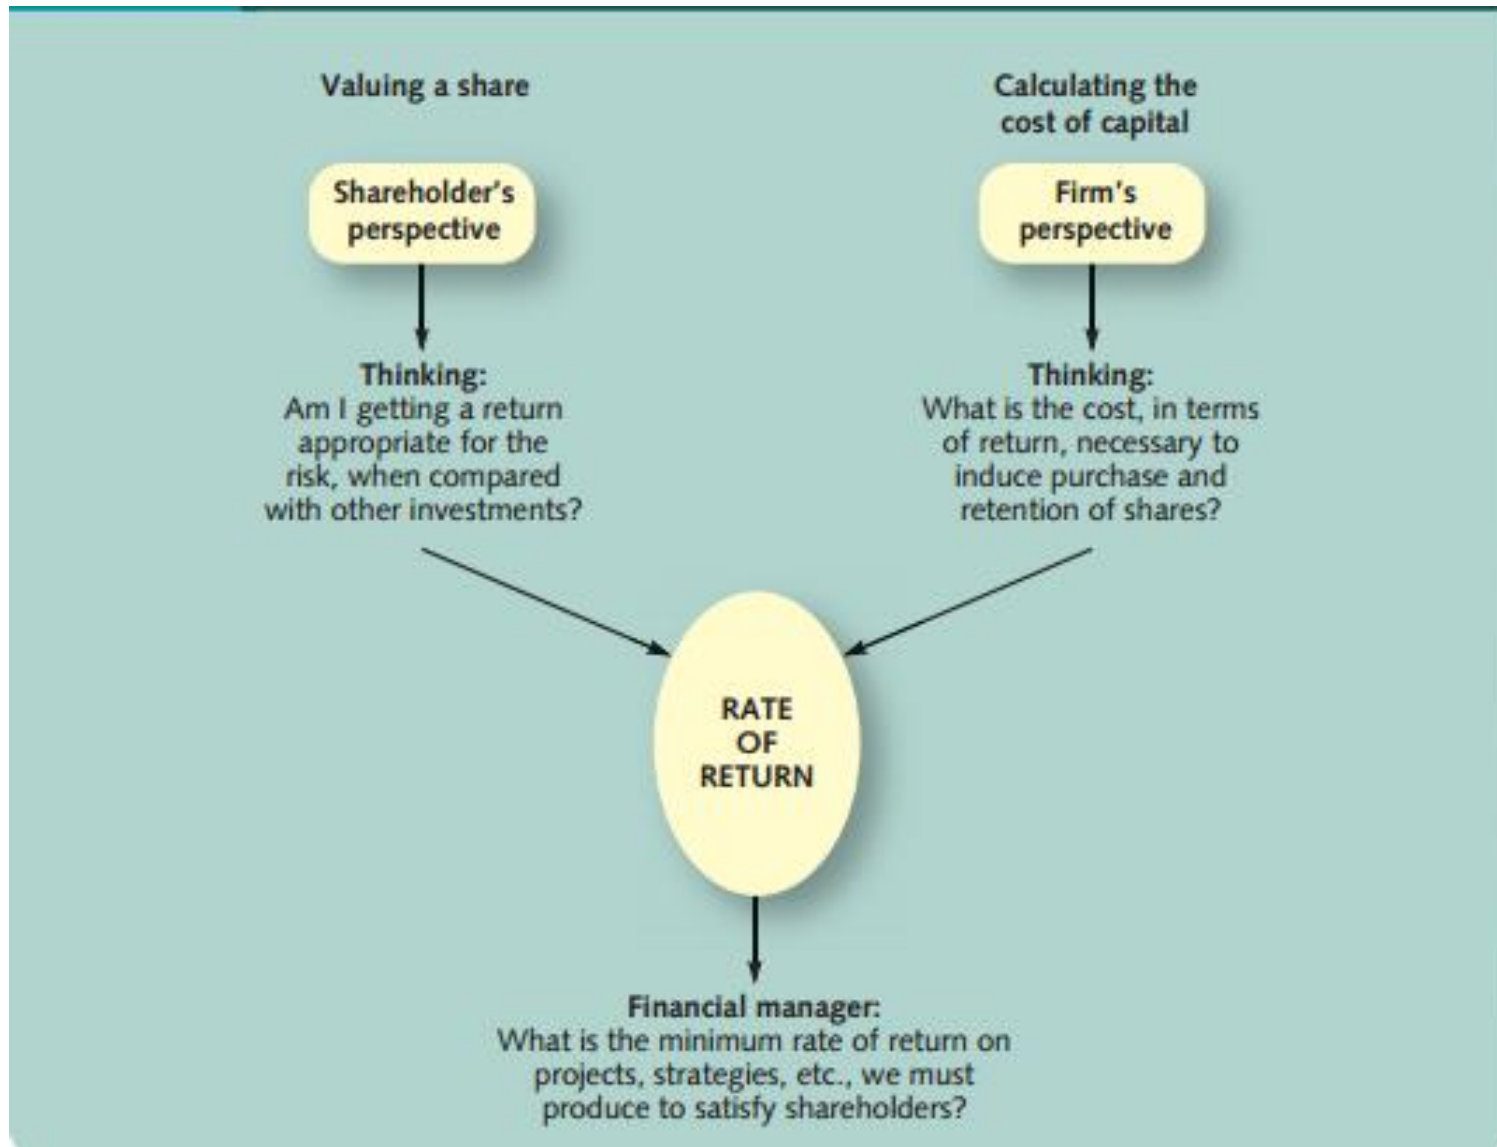 Valuing a share
Calculating the
cost of capital
Shareholder's
perspective
Firm's
perspective
Thinking:
Am I getting a return
appropriate for the
risk, when compared
with other investments?
Thinking:
What is the cost, in terms
of return, necessary to
induce purchase and
retention of shares?
RATE
OF
RETURN
Financial manager:
What is the minimum rate of return on
projects, strategies, etc., we must
produce to satisfy shareholders?